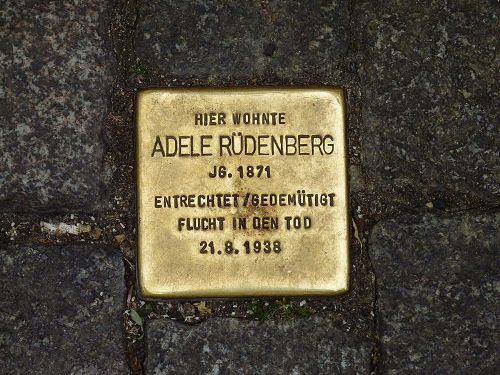 HIER WOHNTE
ADELE RÜDENBERG
JG. 1871
ENTRECHTET/GEDEMÜTIGT
FLUCHT IN DEN TOD
21.8.1938